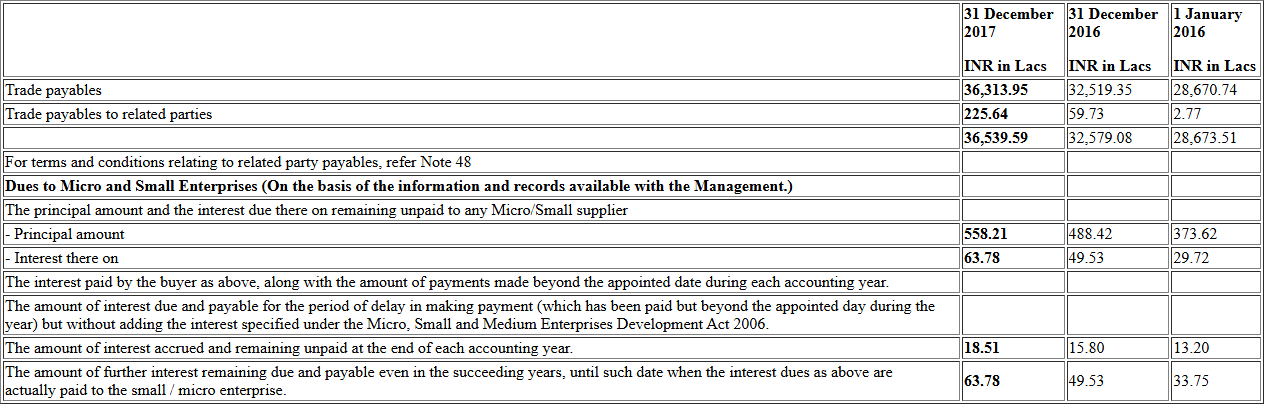 31 December 2017 INR in Lacs 31 December 2016 INR in Lacs 1 January 2016 INR in Lacs
Trade payables 36,313.95 32,519.35 28,670.74
Trade payables to related parties 225.64 59.73 2.77
36,539.59 32,579.08 28,673.51
For terms and conditions relating to related party payables, refer Note 48
Dues to Micro and Small Enterprises (On the basis of the information and records available with the Management.)
The principal amount and the interest due there on remaining unpaid to any Micro/Small supplier
- Principal amount 558.21 488.42 373.62
- Interest there on 63.78 49.53 29.72
The interest paid by the buyer as above, along with the amount of payments made beyond the appointed date during each accounting year.
The amount of interest due and payable for the period of delay in making payment (which has been paid but beyond the appointed day during the
year) but without adding the interest specified under the Micro, Small and Medium Enterprises Development Act 2006.
The amount of interest accrued and remaining unpaid at the end of each accounting year. 18.51 15.80 13.20
The amount of further interest remaining due and payable even in the succeeding years, until such date when the interest dues as above are
actually paid to the small / micro enterprise. 63.78 49.53 33.75